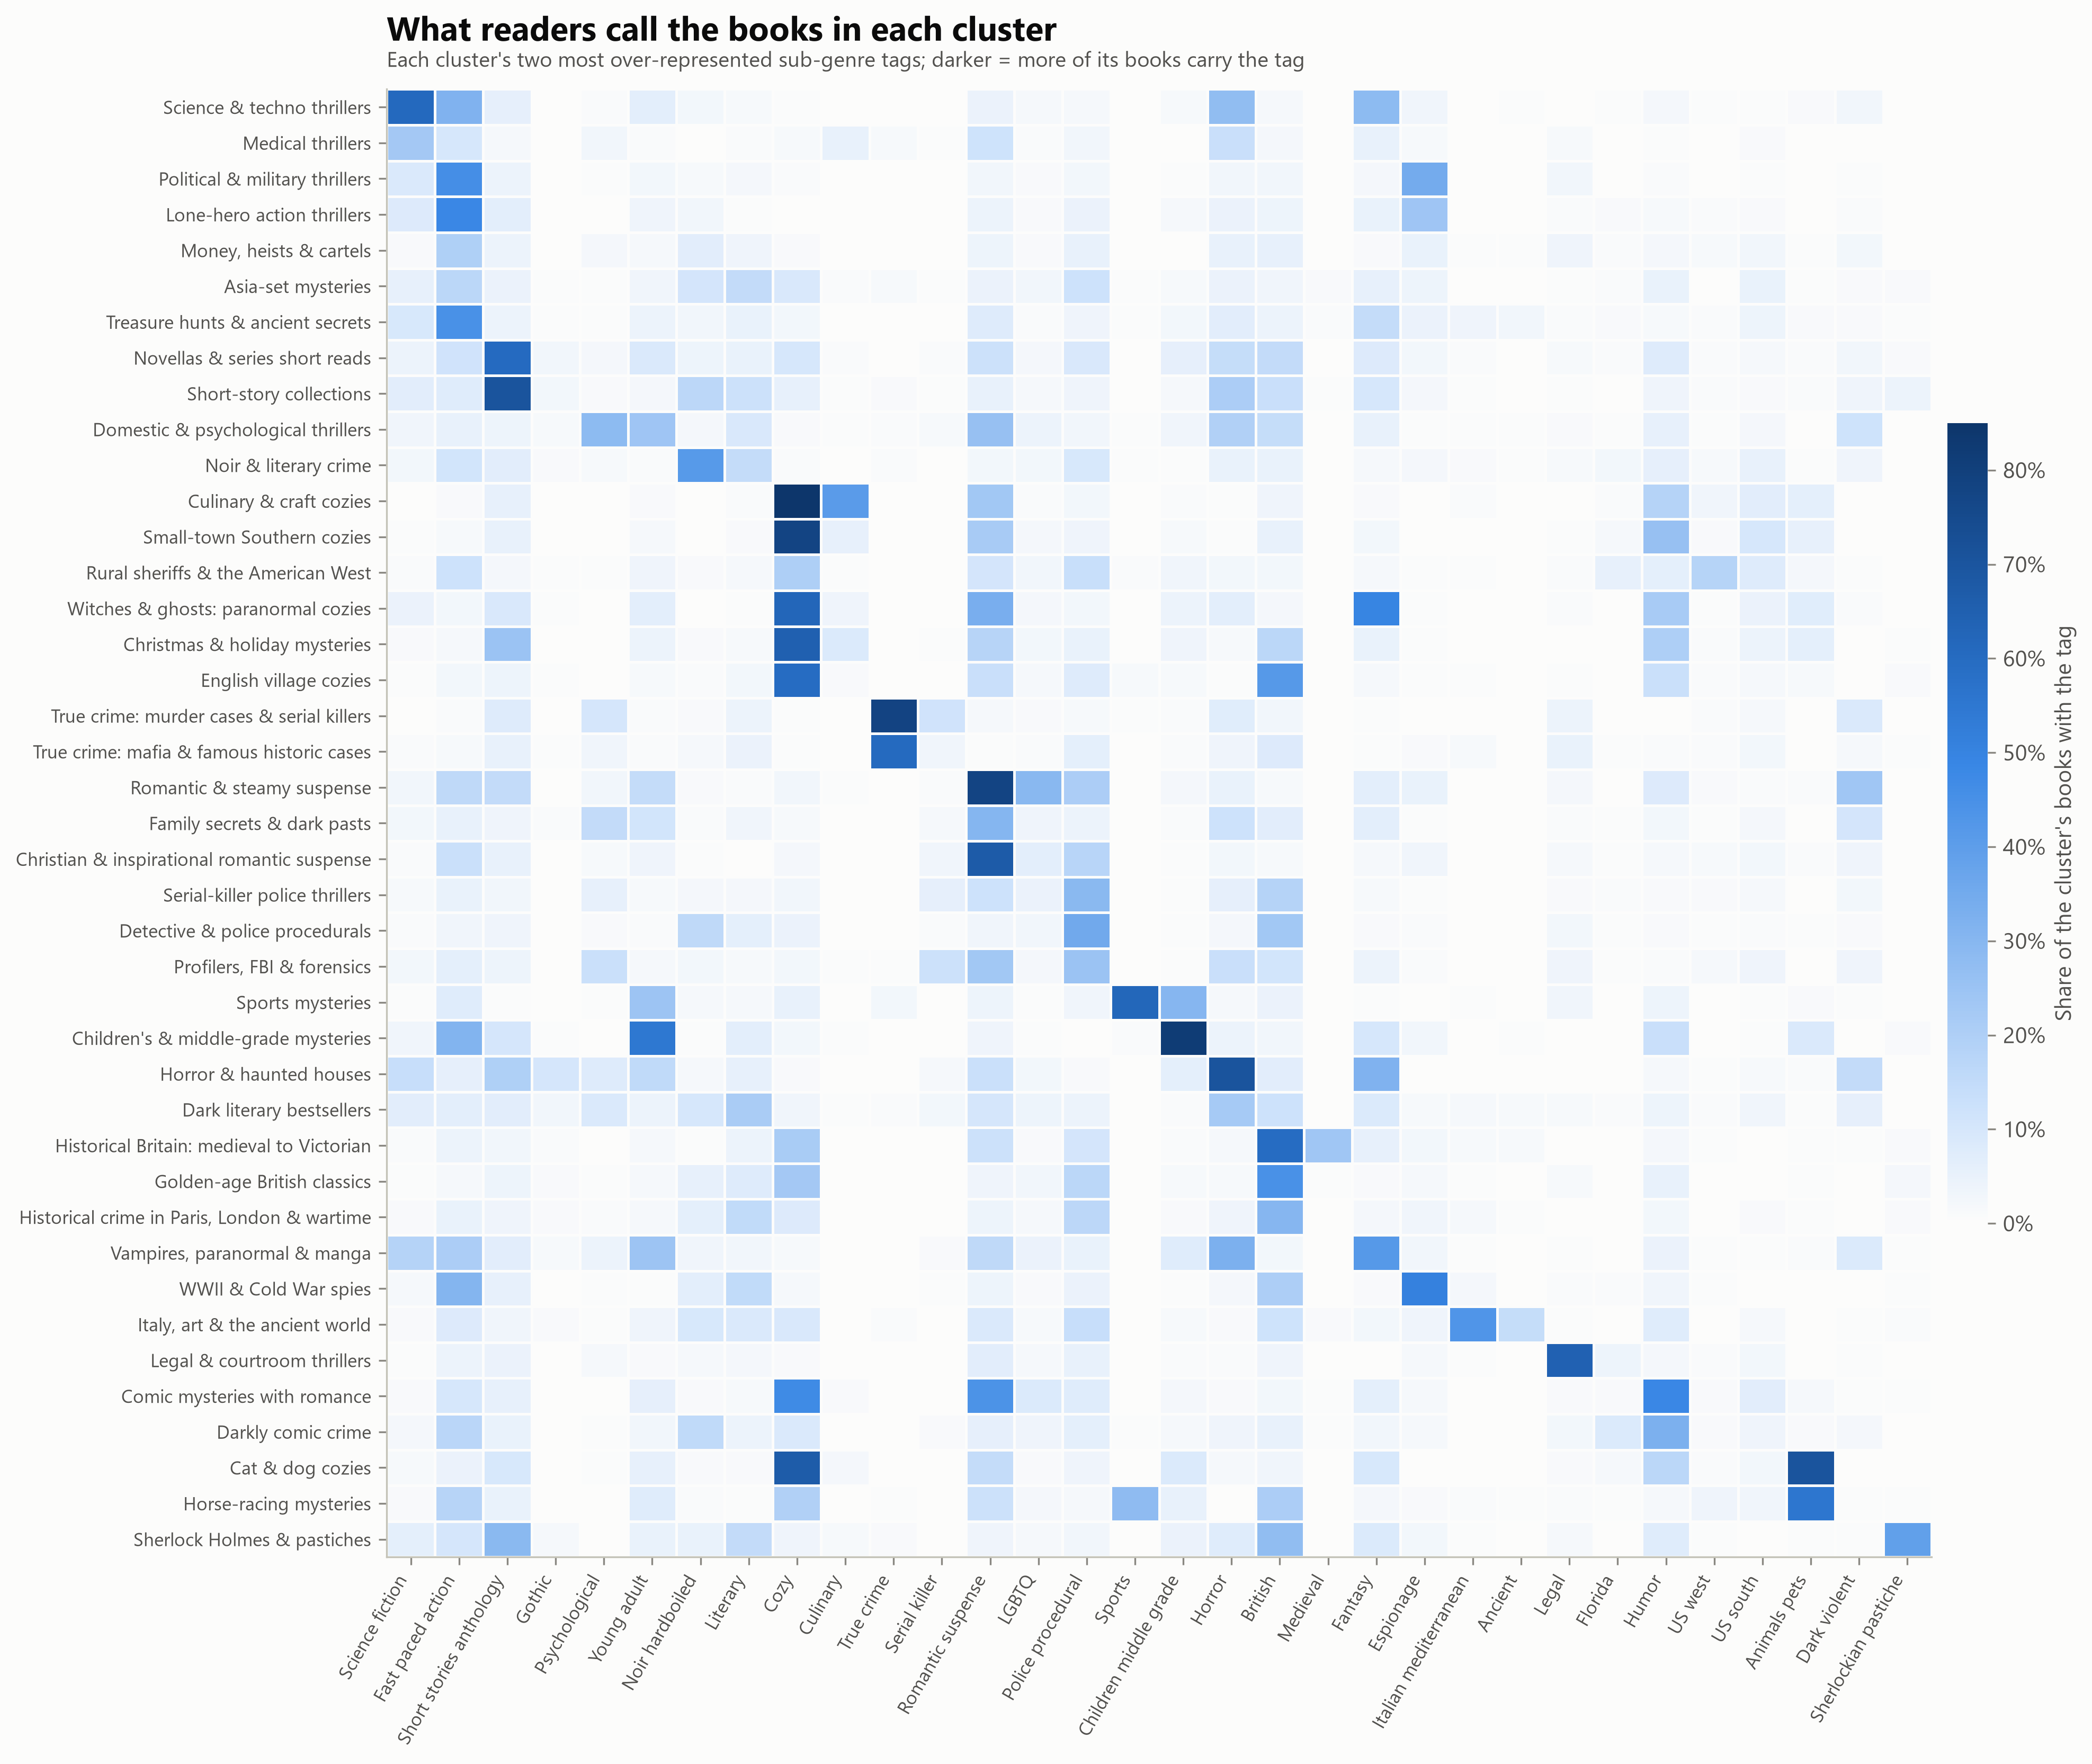 What readers call the books in each cluster
Each cluster's two most over-represented sub-genre tags; darker = more of its books carry the tag
Science & techno thrillers
Medical thrillers
Political & military thrillers
Lone-hero action thrillers
Money, heists & cartels
Asia-set mysteries
Treasure hunts & ancient secrets
Novellas & series short reads
Short-story collections
Domestic & psychological thrillers
Noir & literary crime
Culinary & craft cozies
Small-town Southern cozies
Rural sheriffs & the American West
Witches & ghosts: paranormal cozies
Christmas & holiday mysteries
English village cozies
True crime: murder cases & serial killers
True crime: mafia & famous historic cases
Romantic & steamy suspense
Family secrets & dark pasts
Christian & inspirational romantic suspense
Serial-killer police thrillers
Detective & police procedurals
Profilers, FBI & forensics
Sports mysteries
Children's & middle-grade mysteries
Horror & haunted houses
Dark literary bestsellers
Historical Britain: medieval to Victorian
Golden-age British classics
Historical crime in Paris, London & wartime
Vampires, paranormal & manga
WWII & Cold War spies
Italy, art & the ancient world
Legal & courtroom thrillers
Comic mysteries with romance
Darkly comic crime
Cat & dog cozies
Horse-racing mysteries
Sherlock Holmes & pastiches
Science fiction
Fast paced action
Short stories anthology
Gothic
Psychological
Young adult
Noir hardboiled
Literary
Cozy
Culinary
True crime
Serial killer
Romantic suspense
LGBTQ
Police procedural
Sports
Children middle grade
Horror
British
Medieval
Fantasy
Espionage
Italian mediterranean
Ancient
Legal
Florida
Humor
US west
US south
Animals pets
Dark violent
Sherlockian pastiche
80%
70%
60%
50%
40%
30%
20%
10%
0%
Share of the cluster's books with the tag